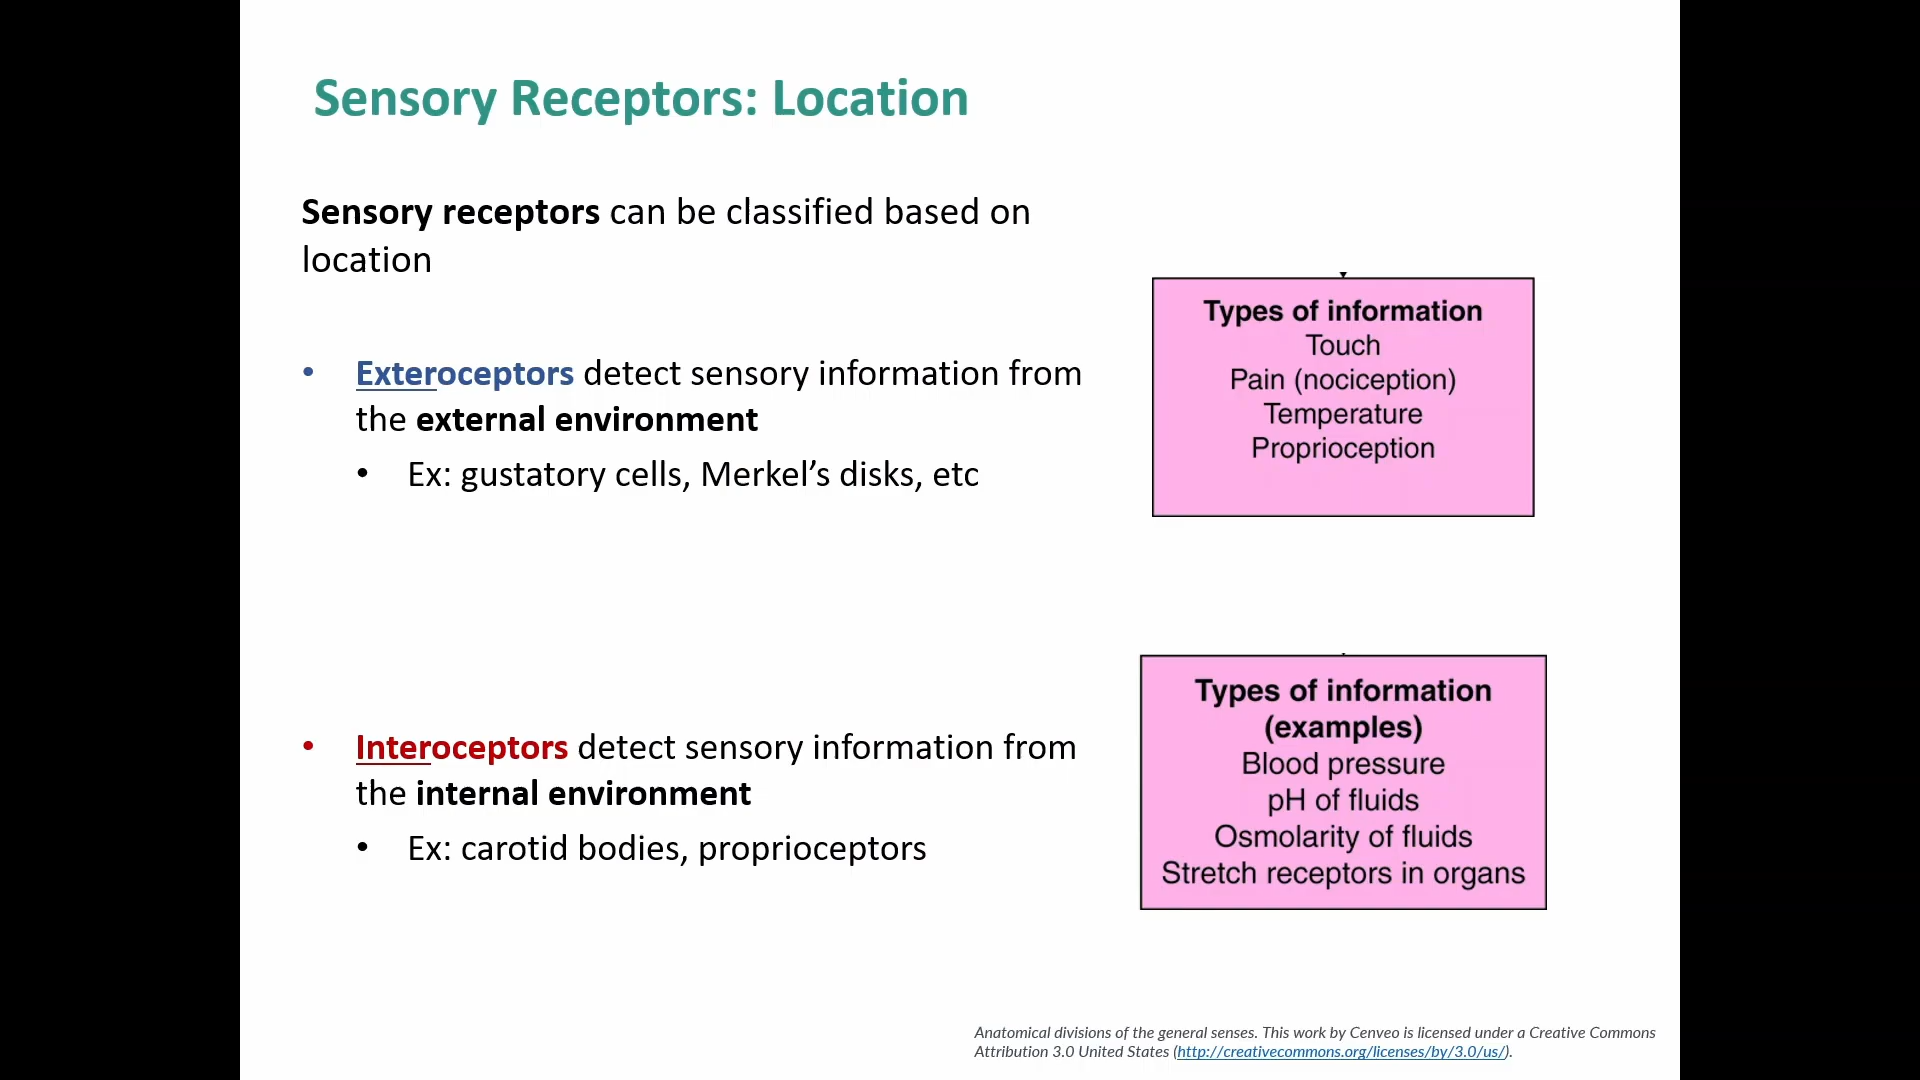 Sensory Receptors: Location
Sensory receptors can be classified based on
location
• Exteroceptors detect sensory information from
the external environment
• Ex: gustatory cells, Merkel’s disks, etc
Types of information
Touch
Pain (nociception)
Temperature
Proprioception
• Interoceptors detect sensory information from
the internal environment
• Ex: carotid bodies, proprioceptors
Types of information
(examples)
Blood pressure
pH of fluids
Osmolarity of fluids
Stretch receptors in organs
Anatomical divisions of the general senses. This work by Cenveo is licensed under a Creative Commons
Attribution 3.0 United States (http://creativecommons.org/licenses/by/3.0/us/).